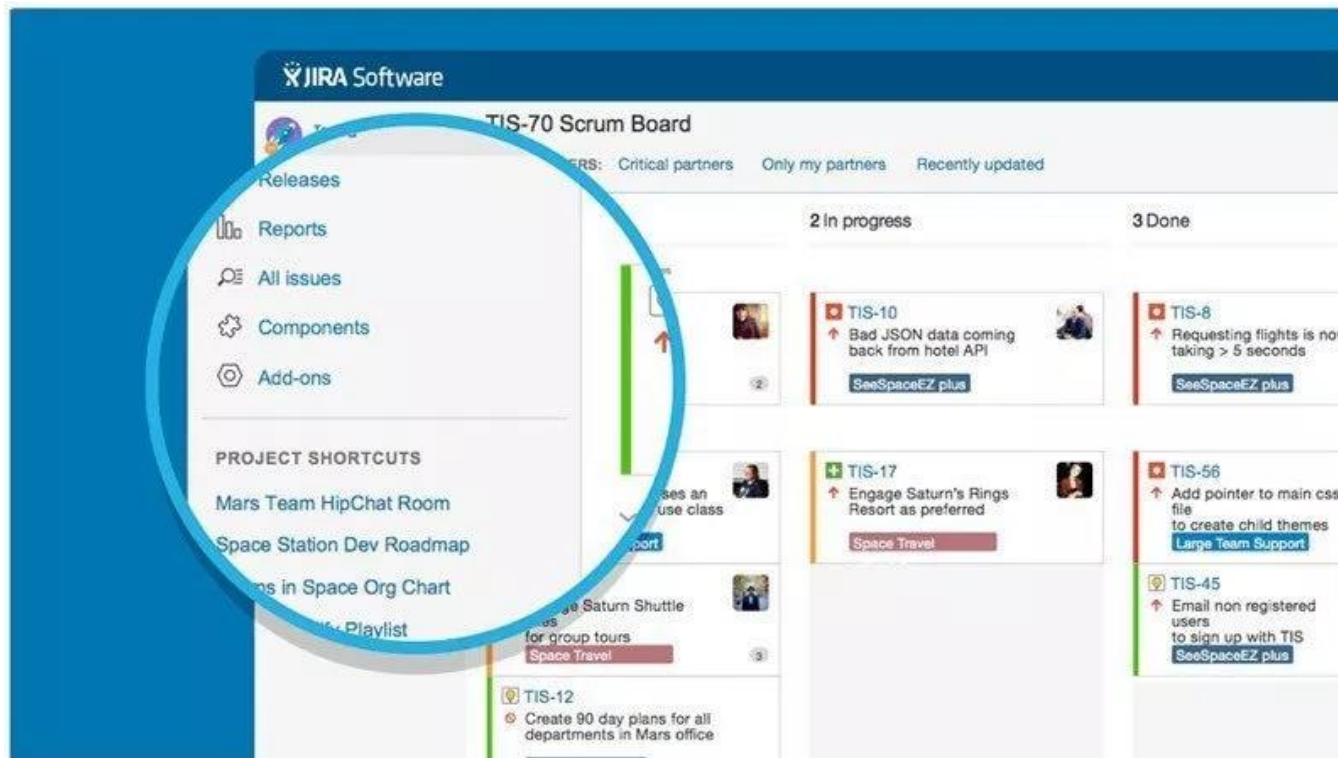 JIRA Software
TIS-70 Scrum Board
Critical partners Only my partners Recently updated
Releases
Reports
All issues
Components
Add-ons
PROJECT SHORTCUTS
Mars Team HipChat Room
Space Station Dev Roadmap
in Space Org Chart
Playlist
2
use class
Saturn Shuttle
for group tours
Space Travel
3
TIS-12
Create 90 day plans for all
departments in Mars office
2 In progress
TIS-10
Bad JSON data coming
back from hotel API
SeeSpaceEZ plus
TIS-17
Engage Saturn's Rings
Resort as preferred
Space Travel
3 Done
TIS-8
Requesting flights is
taking > 5 seconds
SeeSpaceEZ plus
TIS-56
Add pointer to main css
file
to create child themes
Large Team Support
TIS-45
Email non registered
users
to sign up with TIS
SeeSpaceEZ plus